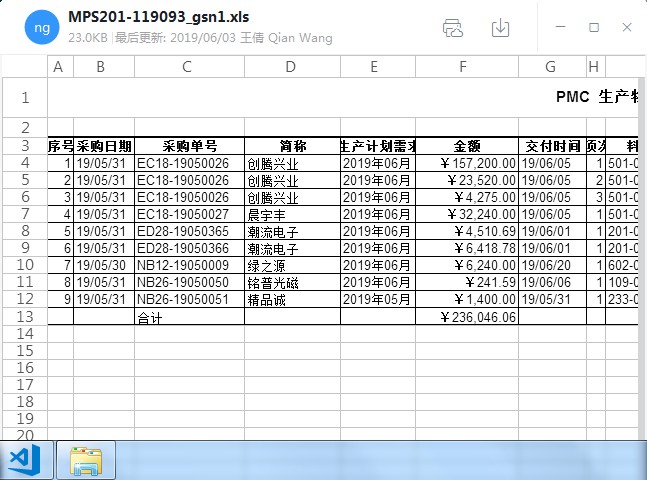 ng
MPS201-119093_gsn1.xls
23.0KB |最后更新: 2019/06/03 王倩 Qian Wang
A B C D E F G H
1 PMC 生产物
2
3 序号 采购日期 采购单号 简称 生产计划需求 金额 交付时间 页次 料
4 1 19/05/31 EC18-19050026 创腾兴业 2019年06月 ￥157,200.00 19/06/05 1 501-0
5 2 19/05/31 EC18-19050026 创腾兴业 2019年06月 ￥23,520.00 19/06/05 2 501-0
6 3 19/05/31 EC18-19050026 创腾兴业 2019年06月 ￥4,275.00 19/06/05 3 501-0
7 4 19/05/31 EC18-19050027 晨宇丰 2019年06月 ￥32,240.00 19/06/05 1 501-0
8 5 19/05/31 ED28-19050365 潮流电子 2019年06月 ￥4,510.69 19/06/01 1 201-0
9 6 19/05/31 ED28-19050366 潮流电子 2019年06月 ￥6,418.78 19/06/01 1 201-0
10 7 19/05/30 NB12-19050009 绿之源 2019年06月 ￥6,240.00 19/06/20 1 602-0
11 8 19/05/31 NB26-19050050 铭普光磁 2019年06月 ￥241.59 19/06/06 1 109-0
12 9 19/05/31 NB26-19050051 精品诚 2019年05月 ￥1,400.00 19/05/31 1 233-0
13 合计 ￥236,046.06
14
15
16
17
18
19
20